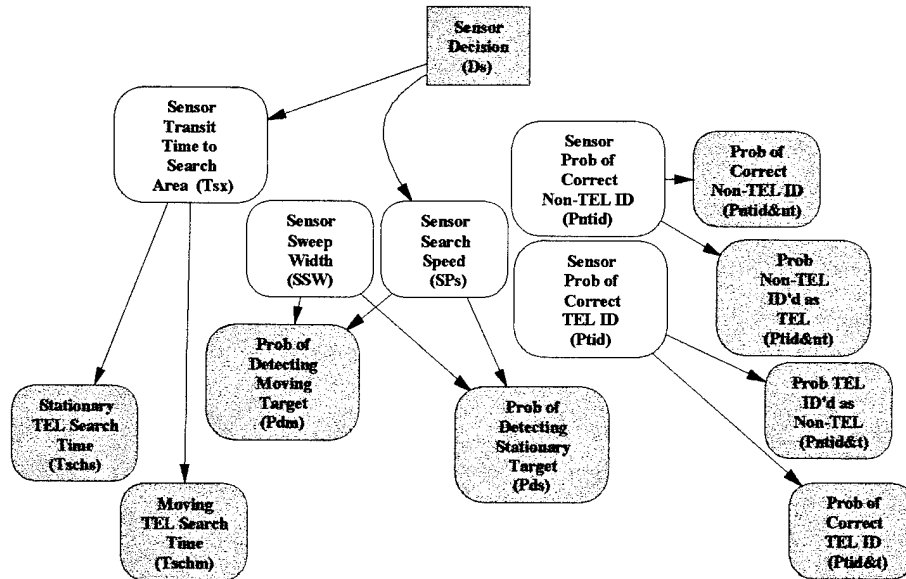 Sensor
Decision
(Ds)
Sensor
Transit
Time to
Search
Area (Tsx)
Sensor
Prob of
Correct
Non-TEL ID
(Pntid)
Prob of
Correct
Non-TEL ID
(Pntid&nt)
Sensor
Sweep
Width
(SSW)
Sensor
Search
Speed
(SPs)
Sensor
Prob of
Correct
TEL ID
(Ptid)
Prob
Non-TEL
ID'd as
TEL
(Ptid&nt)
Prob of
Detecting
Moving
Target
(Pdm)
Prob TEL
ID'd as
Non-TEL
(Pntid&t)
Stationary
TEL Search
Time
(Tschs)
Prob of
Detecting
Stationary
Target
(Pds)
Moving
TEL Search
Time
(Tschm)
Prob of
Correct
TEL ID
(Ptid&t)